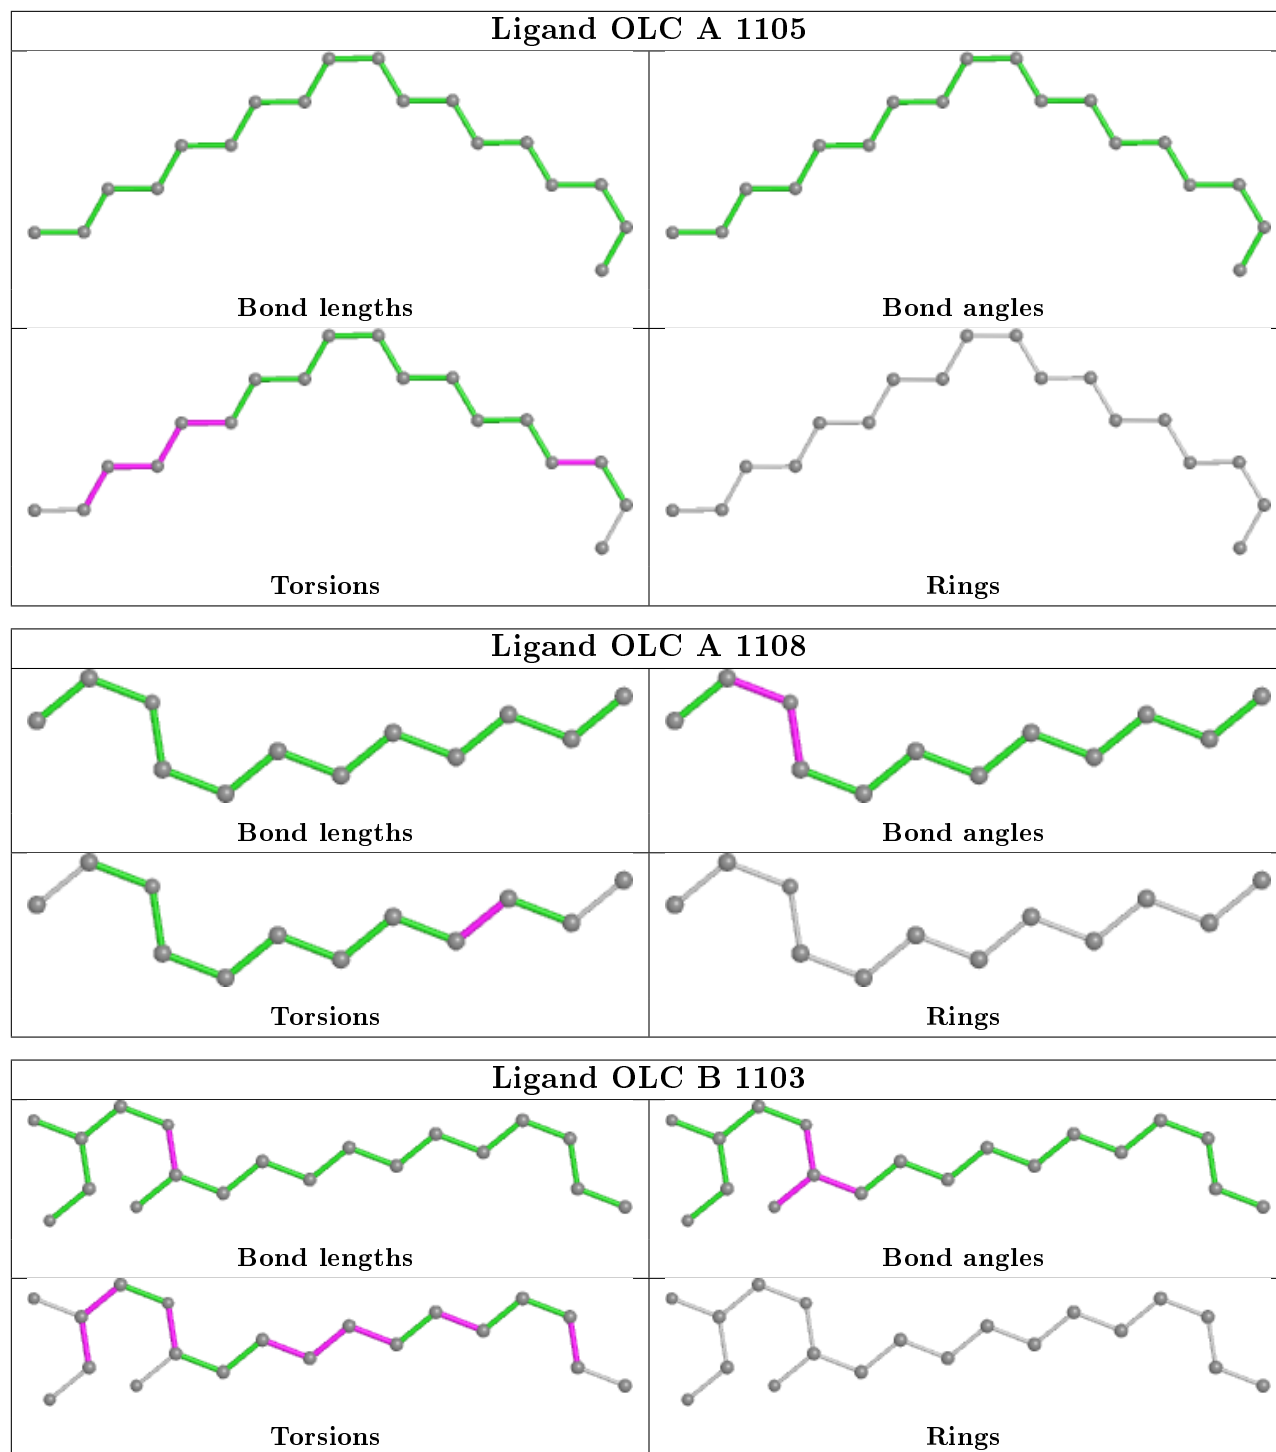 Ligand OLC A 1105
Bond lengths
Bond angles
Torsions
Rings
Ligand OLC A 1108
Bond lengths
Bond angles
Torsions
Rings
Ligand OLC B 1103
Bond lengths
Bond angles
Torsions
Rings